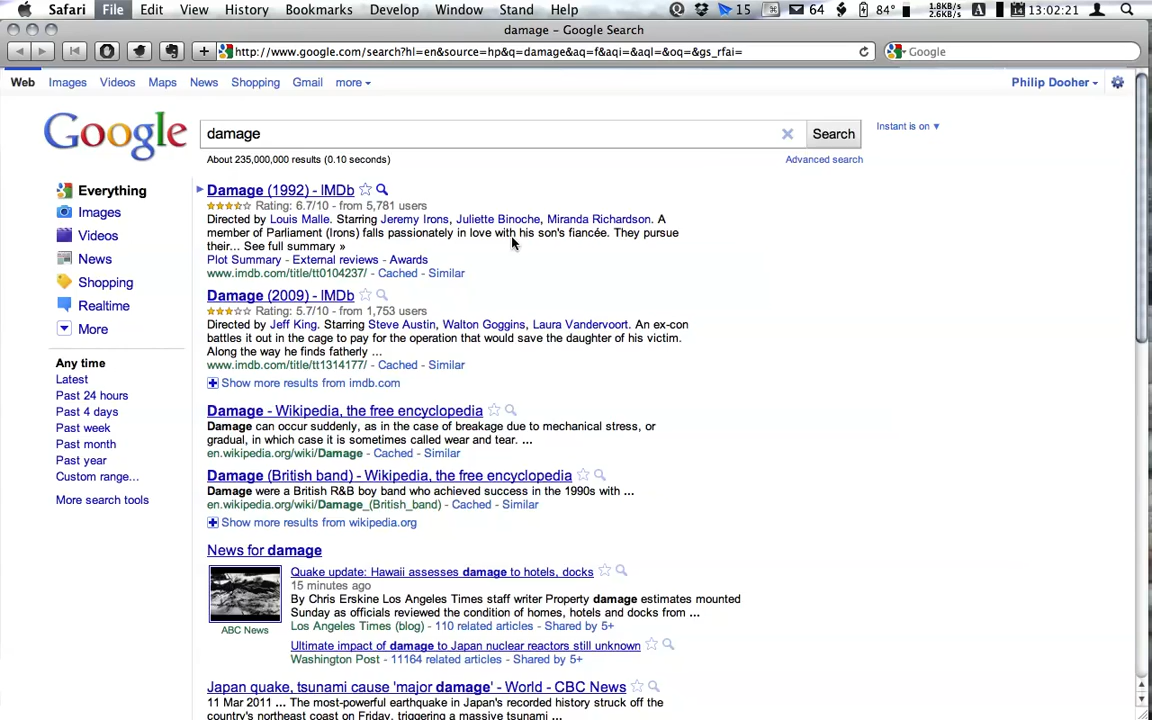 Safari File Edit View History Bookmarks Develop Window Stand Help 15 64 84° 1.8KB/s 2.6KB/s A 13:02:21
damage – Google Search
http://www.google.com/search?hl=en&source=hp&q=damage&aq=f&aqi=&aql=&oq=&gs_rfai= Google
Web Images Videos Maps News Shopping Gmail more Philip Dooher
Google
damage
Search
Instant is on
About 235,000,000 results (0.10 seconds)
Advanced search
Everything
Images
Videos
News
Shopping
Realtime
More
Any time
Latest
Past 24 hours
Past 4 days
Past week
Past month
Past year
Custom range...
More search tools
Damage (1992) - IMDb
Rating: 6.7/10 - from 5,781 users
Directed by Louis Malle. Starring Jeremy Irons, Juliette Binoche, Miranda Richardson. A
member of Parliament (Irons) falls passionately in love with his son's fiancée. They pursue
their... See full summary »
Plot Summary - External reviews - Awards
www.imdb.com/title/tt0104237/ - Cached - Similar
Damage (2009) - IMDb
Rating: 5.7/10 - from 1,753 users
Directed by Jeff King. Starring Steve Austin, Walton Goggins, Laura Vandervoort. An ex-con
battles it out in the cage to pay for the operation that would save the daughter of his victim.
Along the way he finds fatherly ...
www.imdb.com/title/tt1314177/ - Cached - Similar
Show more results from imdb.com
Damage - Wikipedia, the free encyclopedia
Damage can occur suddenly, as in the case of breakage due to mechanical stress, or
gradual, in which case it is sometimes called wear and tear. ...
en.wikipedia.org/wiki/Damage - Cached - Similar
Damage (British band) - Wikipedia, the free encyclopedia
Damage were a British R&B boy band who achieved success in the 1990s with ...
en.wikipedia.org/wiki/Damage_(British_band) - Cached - Similar
Show more results from wikipedia.org
News for damage
Quake update: Hawaii assesses damage to hotels, docks
15 minutes ago
By Chris Erskine Los Angeles Times staff writer Property damage estimates mounted
Sunday as officials reviewed the condition of homes, hotels and docks from ...
Los Angeles Times (blog) - 110 related articles - Shared by 5+
ABC News
Ultimate impact of damage to Japan nuclear reactors still unknown
Washington Post - 11164 related articles - Shared by 5+
Japan quake, tsunami cause 'major damage' - World - CBC News
11 Mar 2011 ... The most-powerful earthquake in Japan's recorded history struck off the
country's northeast coast on Friday, triggering a massive tsunami ...